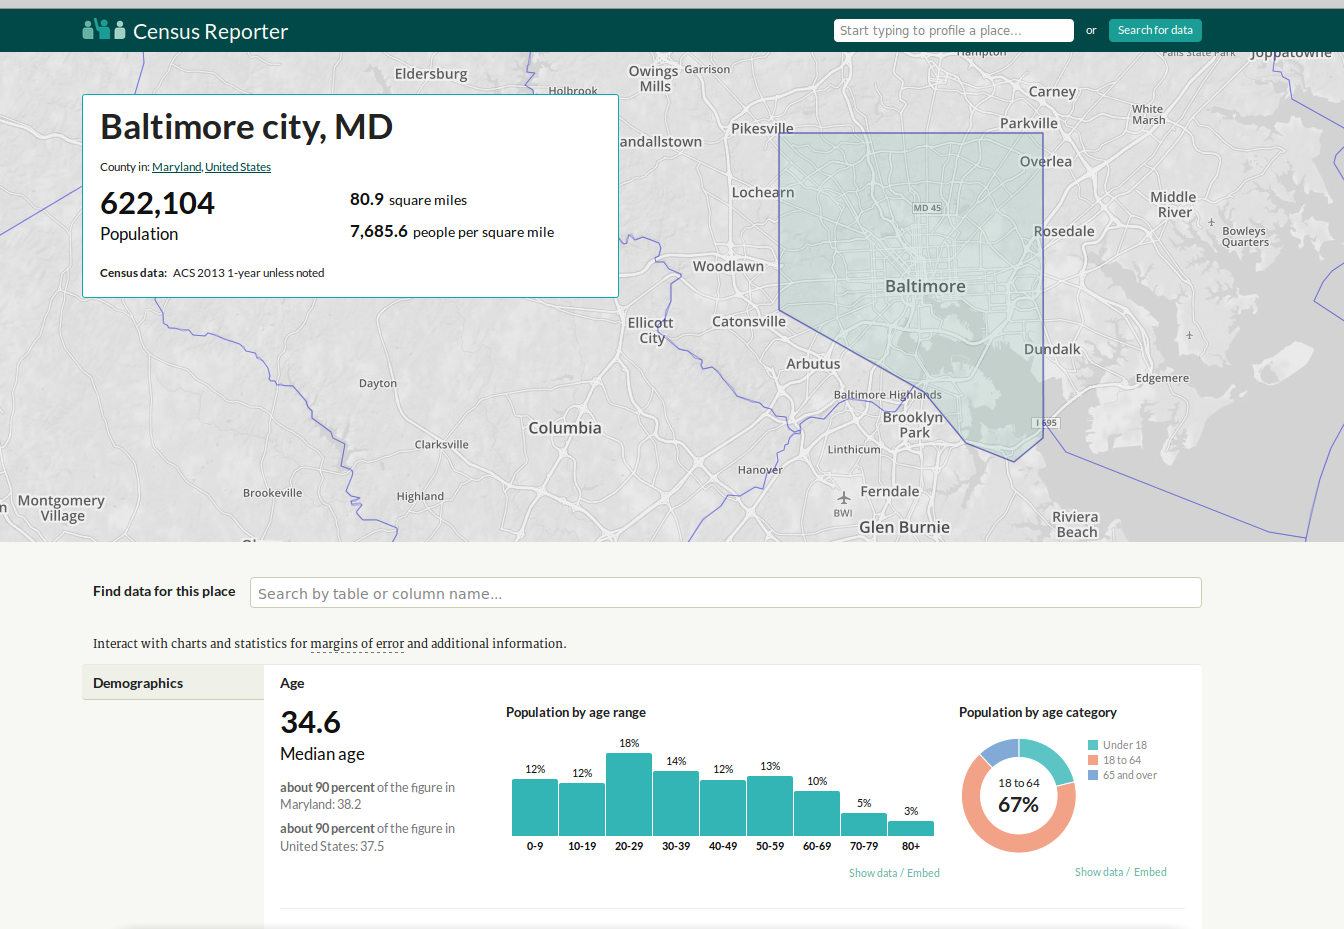 Census Reporter
Start typing to profile a place...
or
Search for data
Hampton
Falls State Park
Joppatowne
Eldersburg
Owings Mills
Garrison
Holbrook
Carney
White Marsh
Pikesville
Parkville
andallstown
Overlea
Lochearn
Middle River
MD 45
Rosedale
Bowleys Quarters
Woodlawn
Baltimore
Ellicott City
Catonsville
Dundalk
Arbutus
Edgemere
Dayton
Baltimore Highlands
Brooklyn Park
I 695
Columbia
Clarksville
Linthicum
Hanover
Montgomery Village
Brookeville
Highland
Ferndale
BWI
Glen Burnie
Riviera Beach
Baltimore city, MD
County in: Maryland, United States
622,104
Population
80.9 square miles
7,685.6 people per square mile
Census data: ACS 2013 1-year unless noted
Find data for this place
Search by table or column name...
Interact with charts and statistics for margins of error and additional information.
Demographics
Age
34.6
Median age
about 90 percent of the figure in
Maryland: 38.2
about 90 percent of the figure in
United States: 37.5
Population by age range
12% 12% 18% 14% 12% 13% 10% 5% 3%
0-9 10-19 20-29 30-39 40-49 50-59 60-69 70-79 80+
Show data / Embed
Population by age category
18 to 64
67%
Under 18
18 to 64
65 and over
Show data / Embed